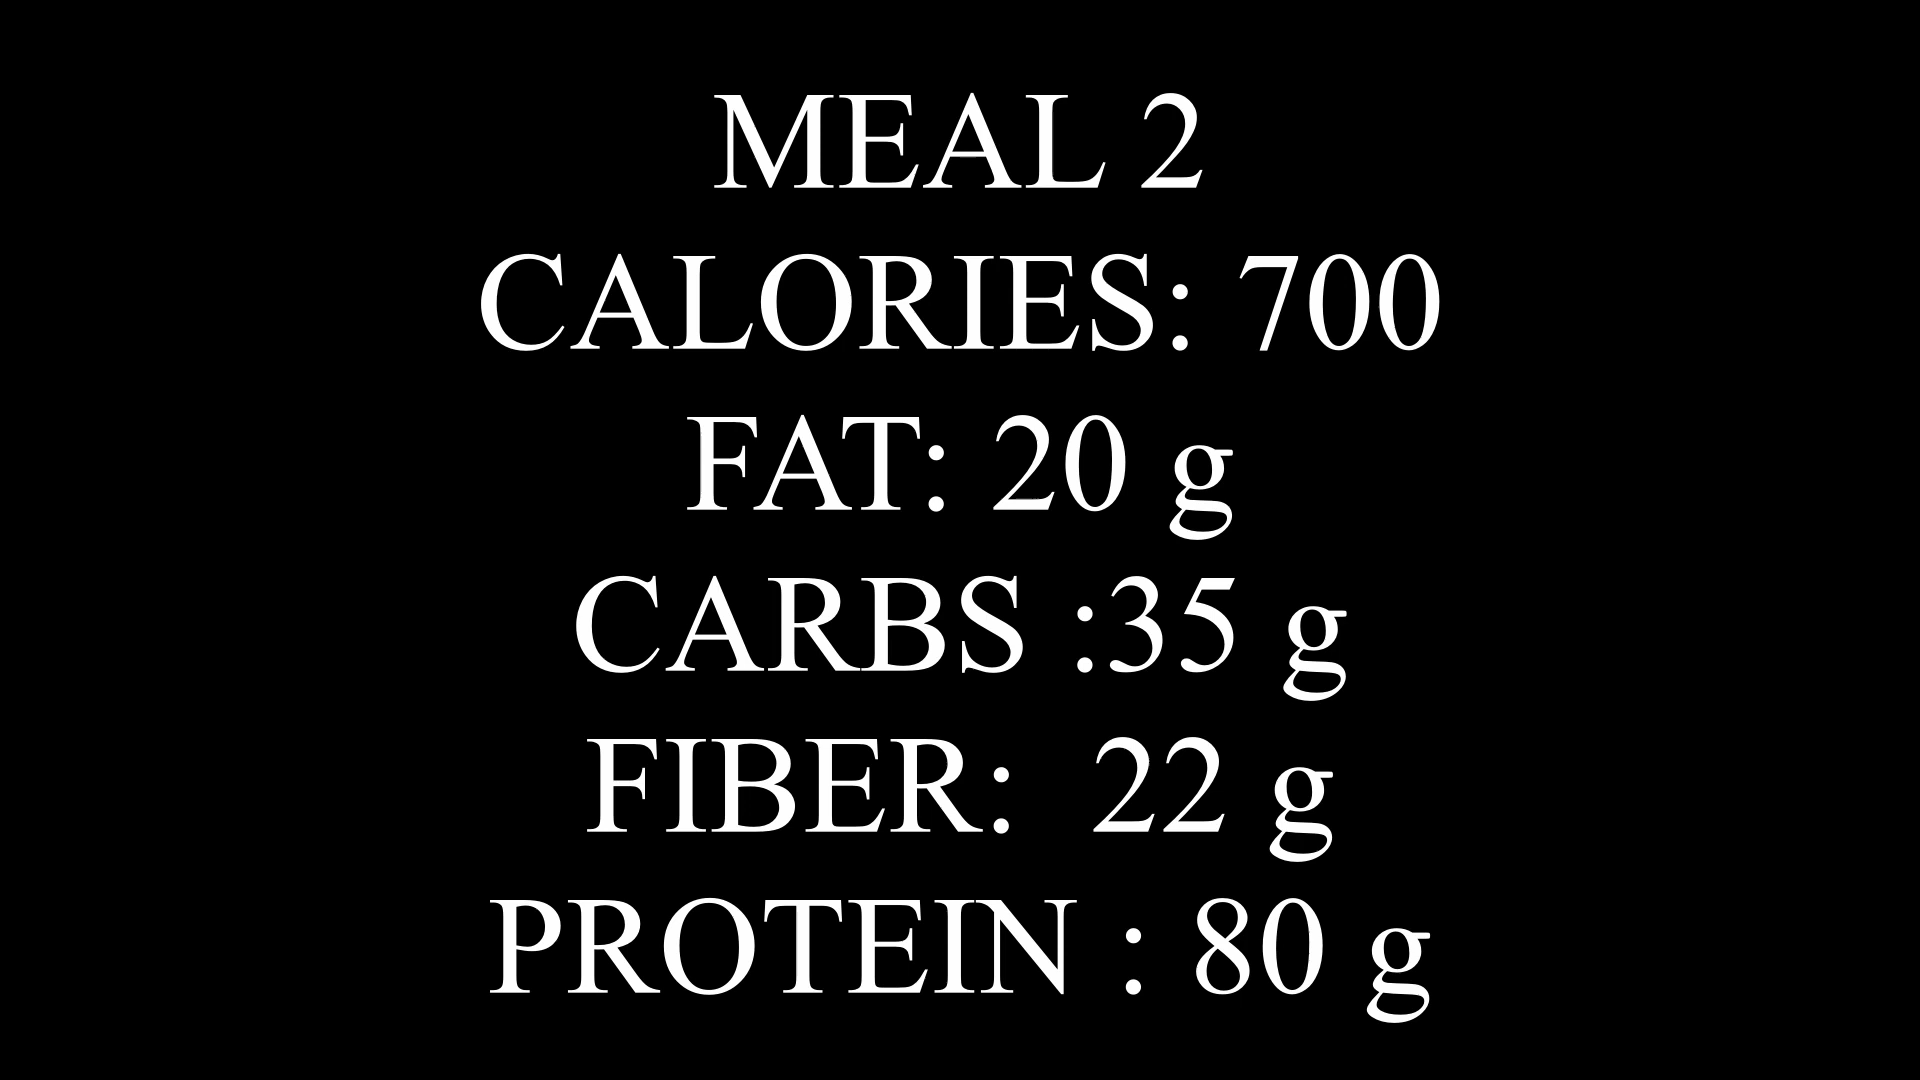 MEAL 2
CALORIES: 700
FAT: 20 g
CARBS :35 g
FIBER:  22 g
PROTEIN : 80 g